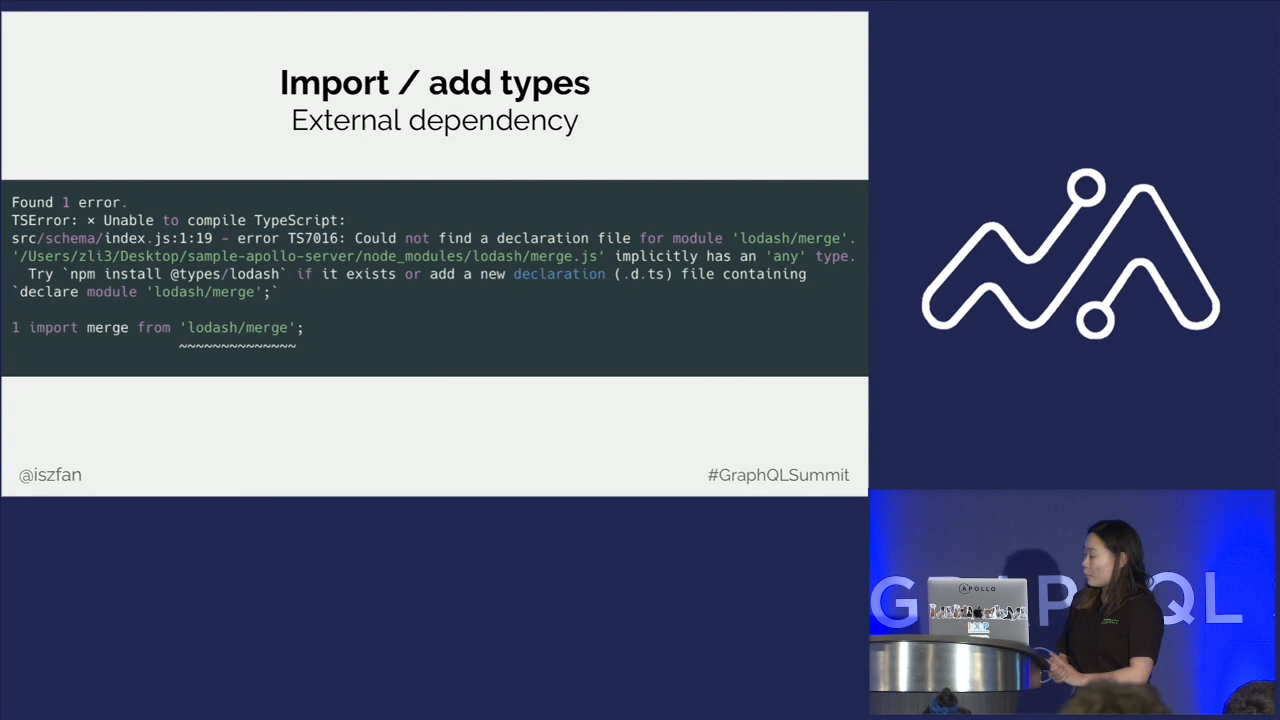 Import / add types
External dependency
Found 1 error.
TSError: × Unable to compile TypeScript:
src/schema/index.js:1:19 - error TS7016: Could not find a declaration file for module 'lodash/merge'.
'/Users/zli3/Desktop/sample-apollo-server/node_modules/lodash/merge.js' implicitly has an 'any' type.
  Try `npm install @types/lodash` if it exists or add a new declaration (.d.ts) file containing
`declare module 'lodash/merge';`
1 import merge from 'lodash/merge';
~~~~~~~~~~~~~~
@iszfan
#GraphQLSummit
APOLLO